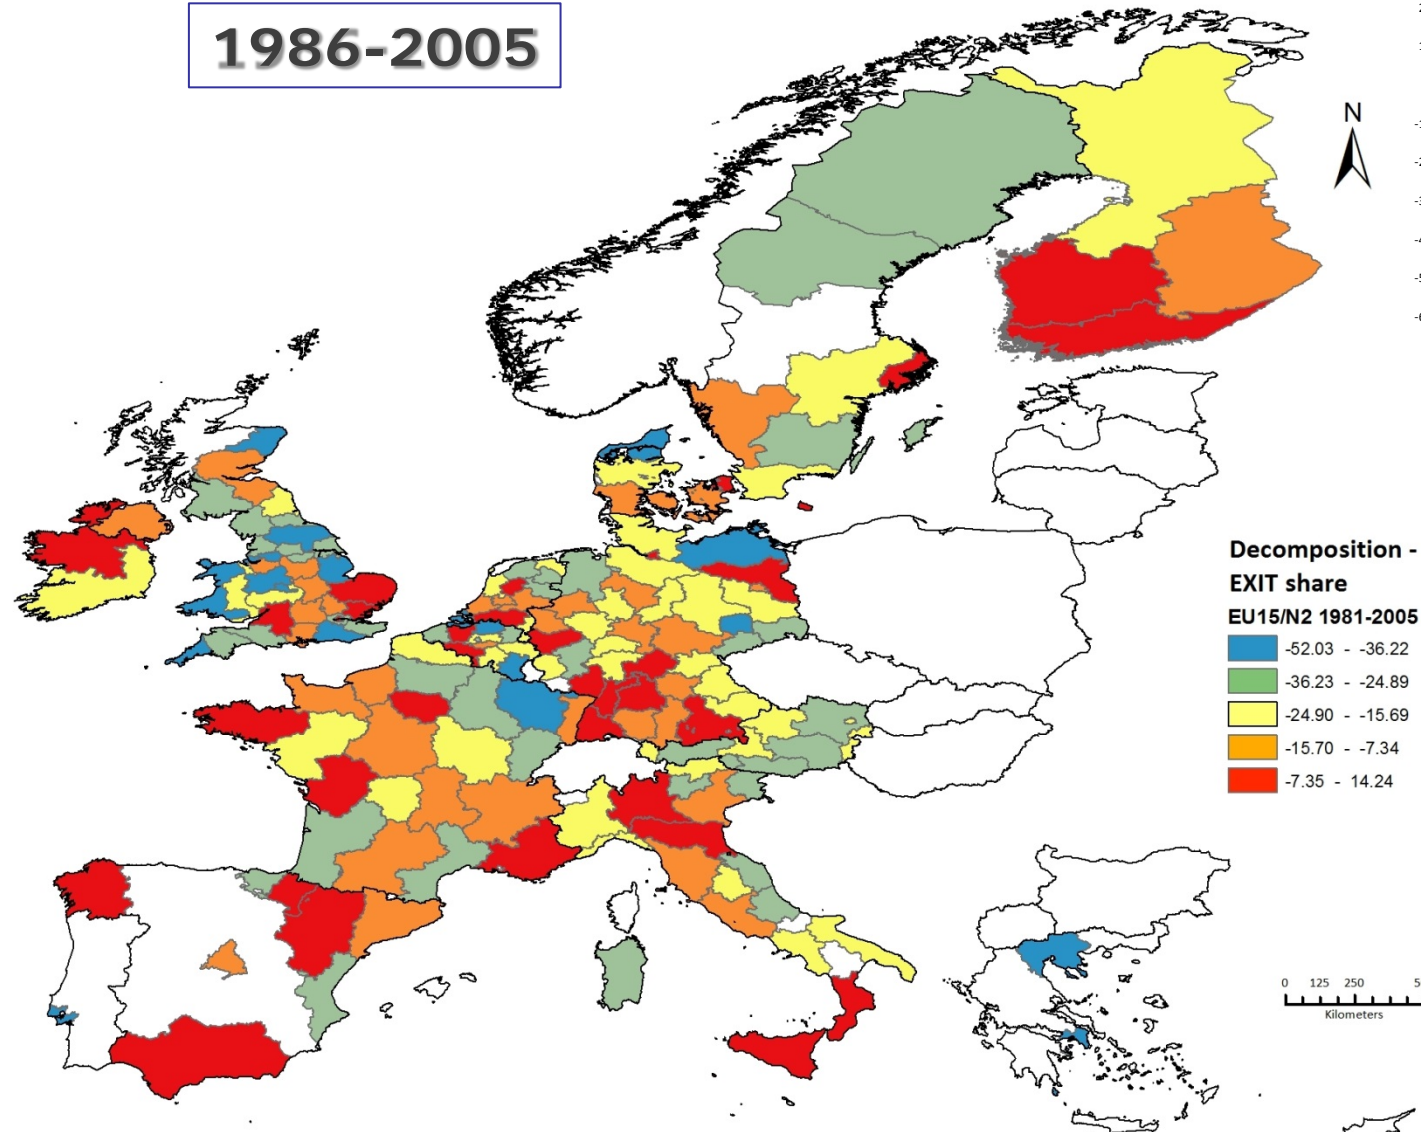 1986-2005
N
Decomposition -
EXIT share
EU15/N2 1981-2005
-52.03 - -36.22
-36.23 - -24.89
-24.90 - -15.69
-15.70 - -7.34
-7.35 - 14.24
0 125 250
Kilometers